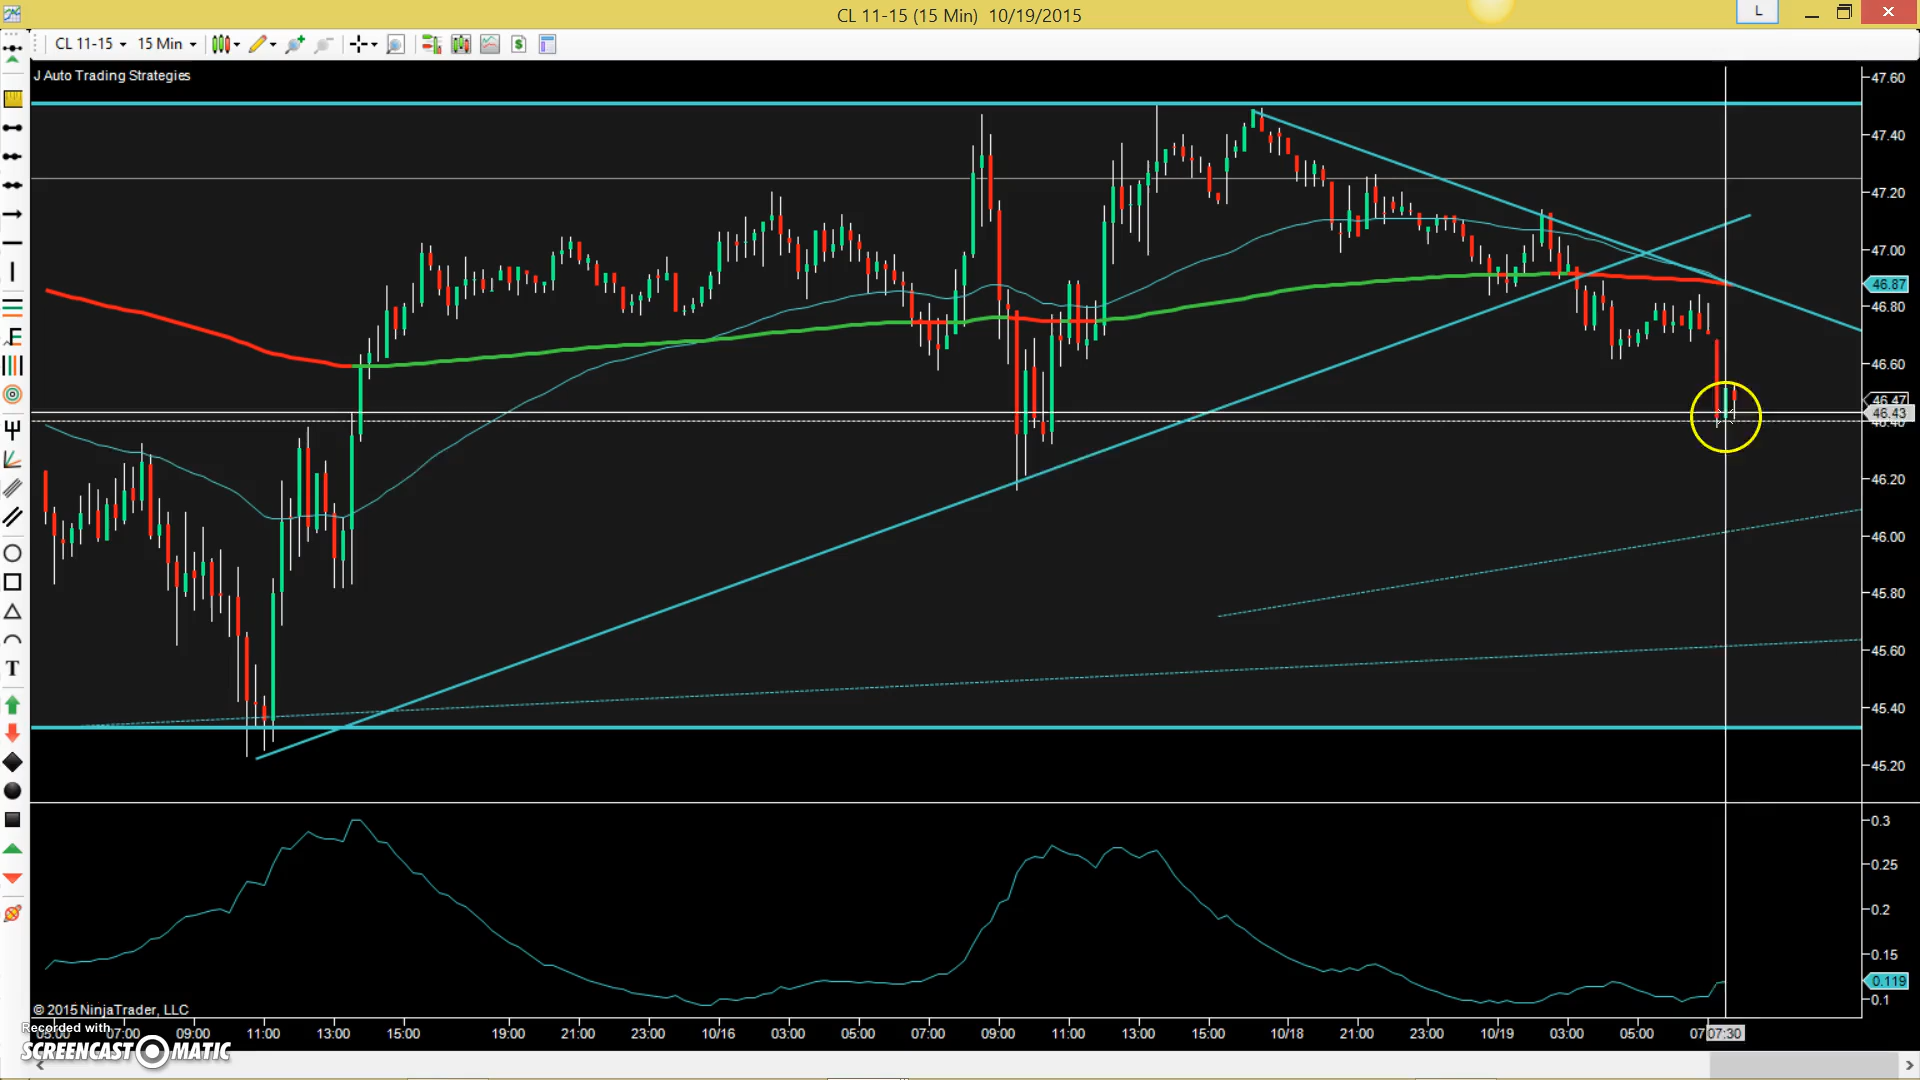 CL 11-15 (15 Min)  10/19/2015
L
CL 11-15
15 Min
J Auto Trading Strategies
47.60
47.40
47.20
47.00
46.87
46.80
46.60
46.47
46.43
46.40
46.20
46.00
45.80
45.60
45.40
45.20
0.3
0.25
0.2
0.15
0.119
0.1
© 2015 NinjaTrader, LLC
Recorded with
SCREENCAST-O-MATIC
05:00 07:00 09:00 11:00 13:00 15:00 19:00 21:00 23:00 10/16 03:00 05:00 07:00 09:00 11:00 13:00 15:00 10/18 21:00 23:00 10/19 03:00 05:00 07:30